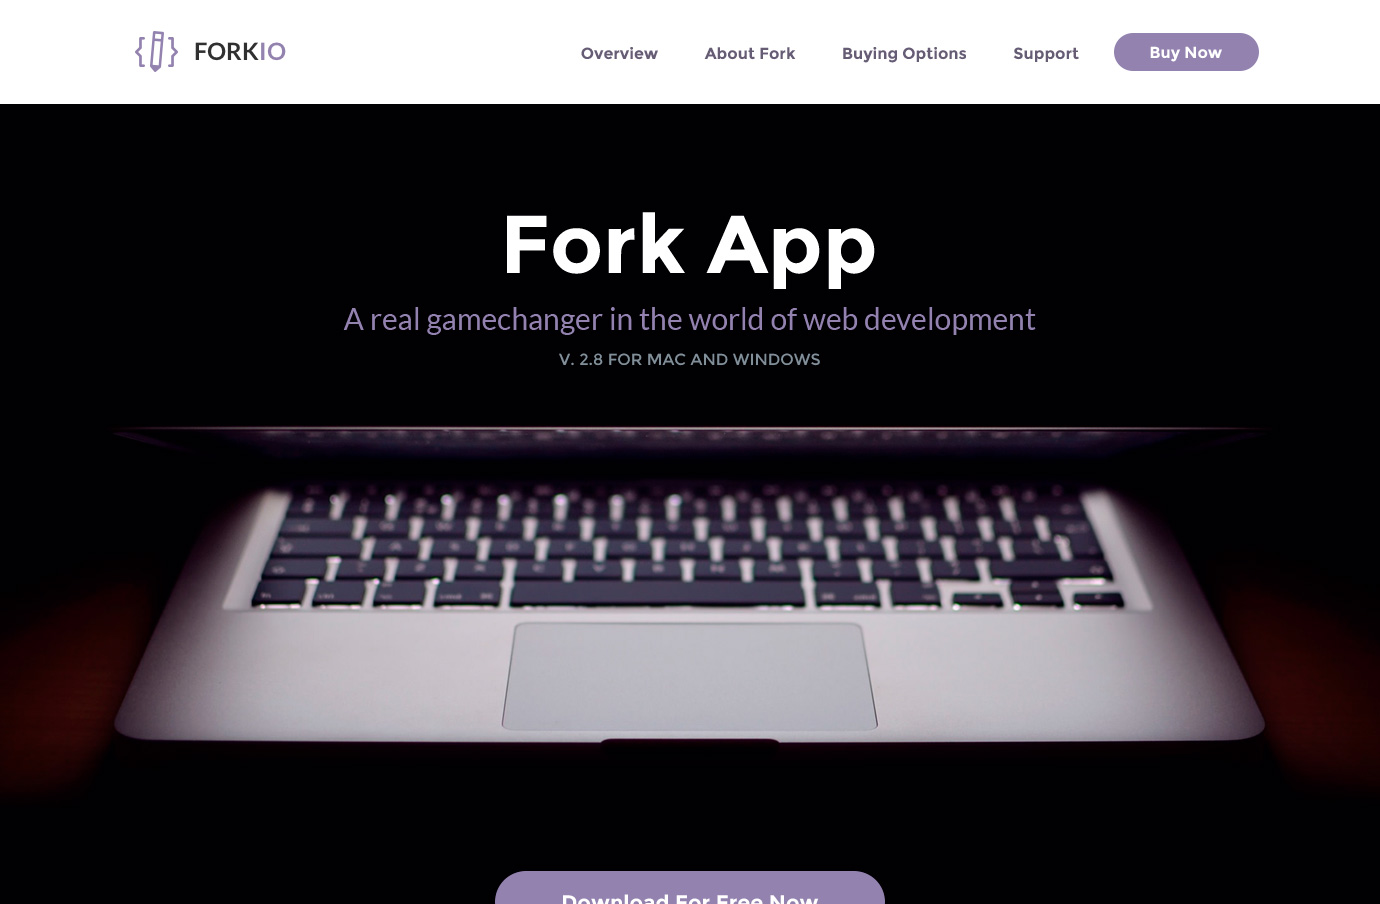 FORKIO
Overview
About Fork
Buying Options
Support
Buy Now
Fork App
A real gamechanger in the world of web development
V. 2.8 FOR MAC AND WINDOWS
Download For Free Now